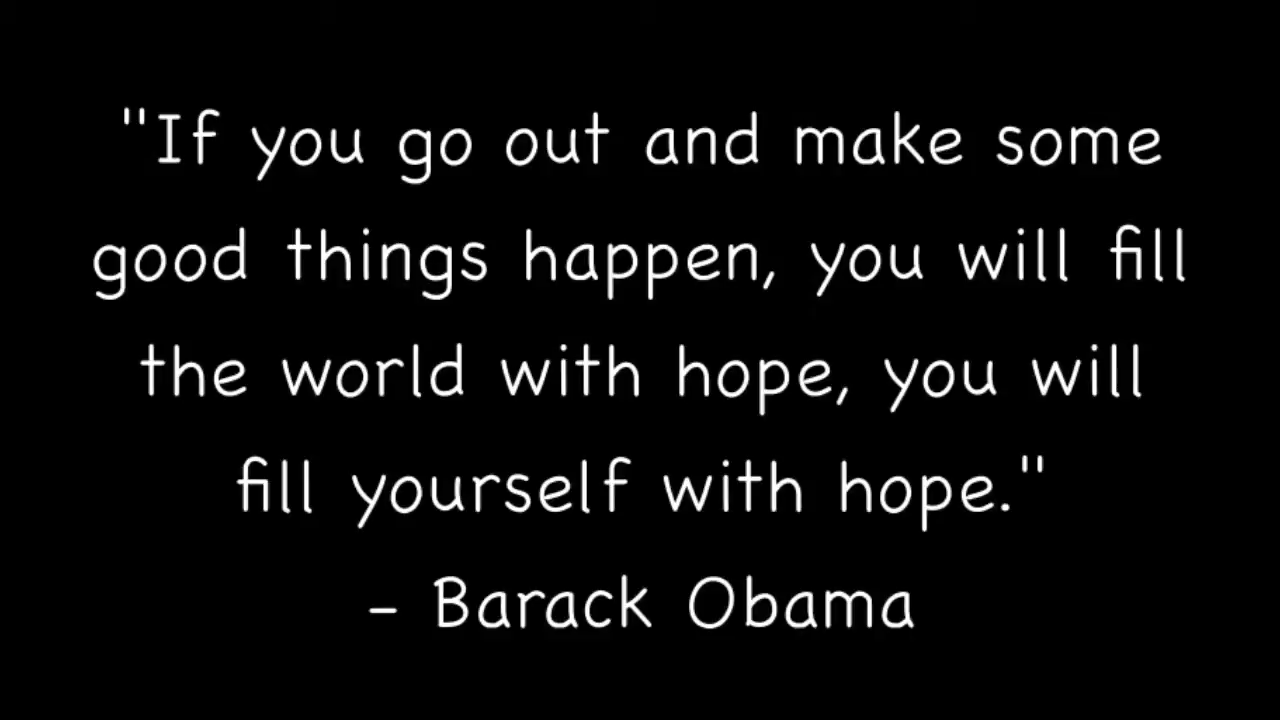 "If you go out and make some
good things happen, you will fill
the world with hope, you will
fill yourself with hope."
- Barack Obama